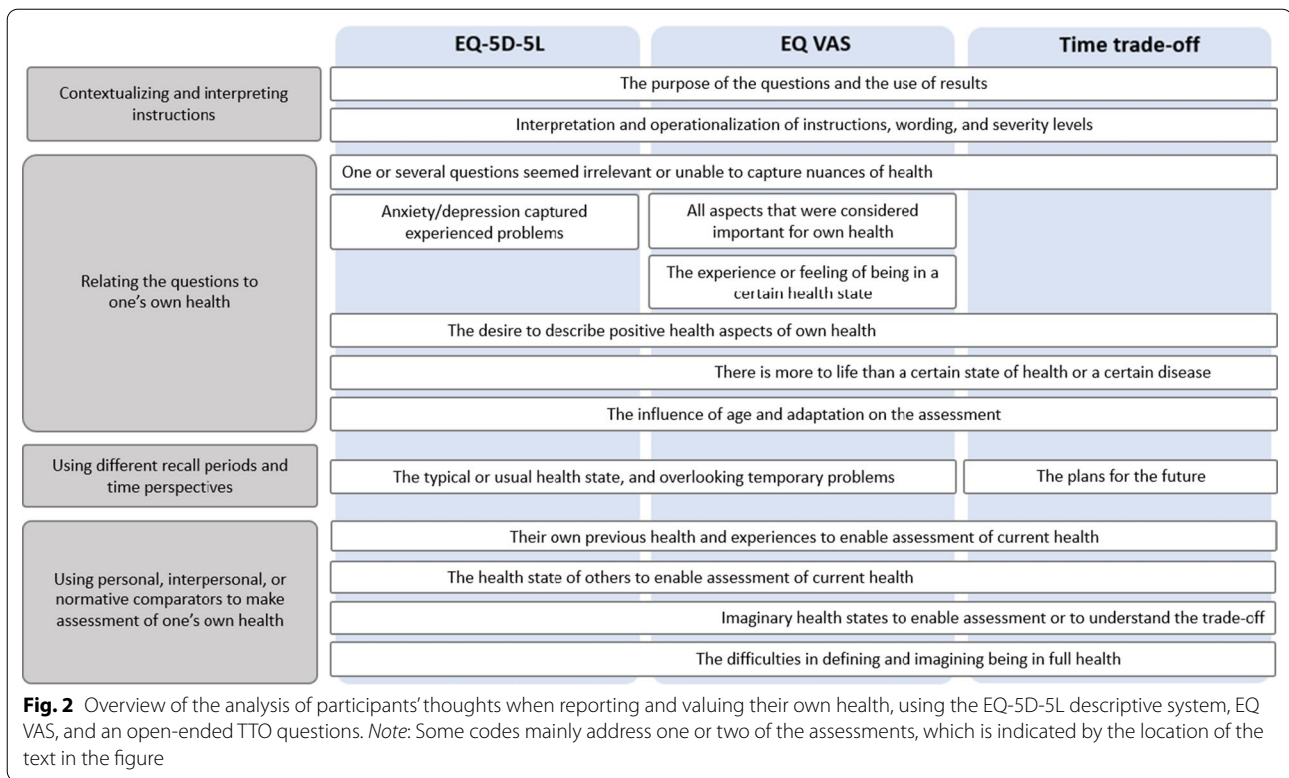 EQ-5D-5L EQ VAS Time trade-off
Contextualizing and interpreting
instructions
The purpose of the questions and the use of results
Interpretation and operationalization of instructions, wording, and severity levels
Relating the questions to
one's own health
One or several questions seemed irrelevant or unable to capture nuances of health
Anxiety/depression captured
experienced problems
All aspects that were considered
important for own health
The experience or feeling of being in a
certain health state
The desire to describe positive health aspects of own health
There is more to life than a certain state of health or a certain disease
The influence of age and adaptation on the assessment
Using different recall periods and
time perspectives
The typical or usual health state, and overlooking temporary problems
The plans for the future
Using personal, interpersonal, or
normative comparators to make
assessment of one's own health
Their own previous health and experiences to enable assessment of current health
The health state of others to enable assessment of current health
Imaginary health states to enable assessment or to understand the trade-off
The difficulties in defining and imagining being in full health
Fig. 2 Overview of the analysis of participants' thoughts when reporting and valuing their own health, using the EQ-5D-5L descriptive system, EQ
VAS, and an open-ended TTO questions. Note: Some codes mainly address one or two of the assessments, which is indicated by the location of the
text in the figure